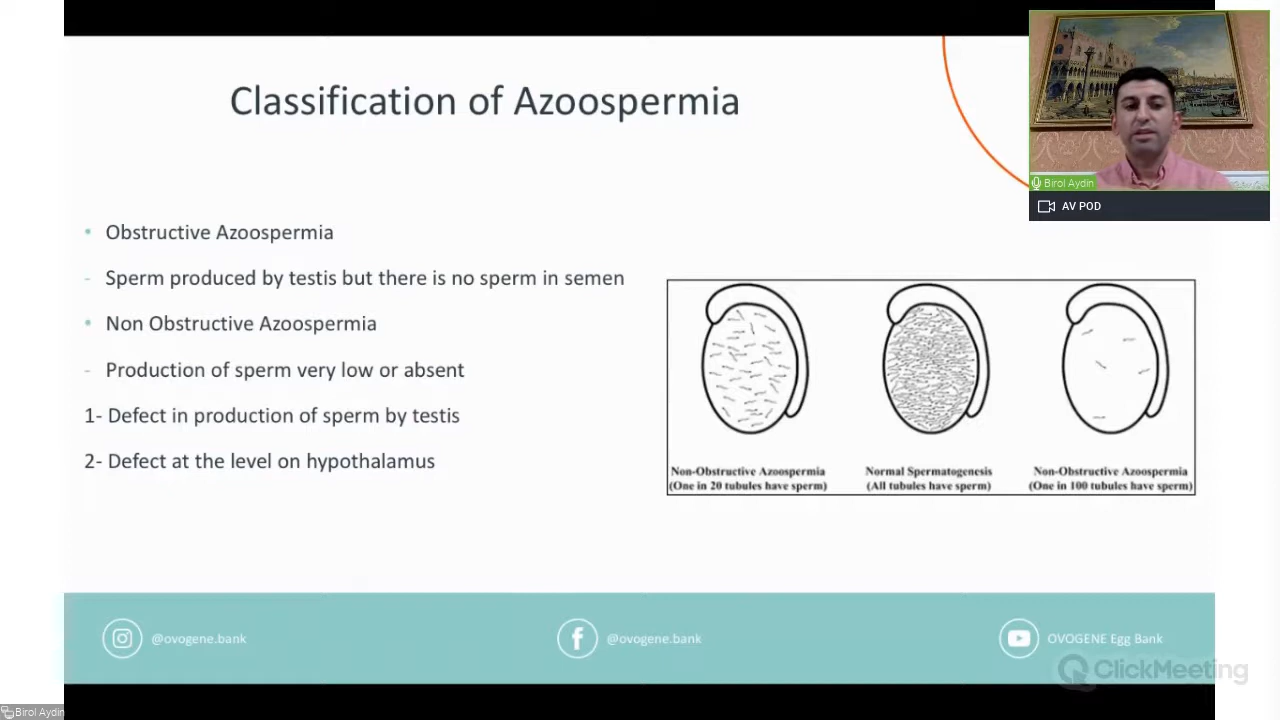 Classification of Azoospermia
Birol Aydin
AV POD
• Obstructive Azoospermia
- Sperm produced by testis but there is no sperm in semen
• Non Obstructive Azoospermia
- Production of sperm very low or absent
1- Defect in production of sperm by testis
2- Defect at the level on hypothalamus
Non-Obstructive Azoospermia
(One in 20 tubules have sperm)
Normal Spermatogenesis
(All tubules have sperm)
Non-Obstructive Azoospermia
(One in 100 tubules have sperm)
@ovogene.bank
@ovogene.bank
OVOGENE Egg Bank
ClickMeeting
Birol Aydin